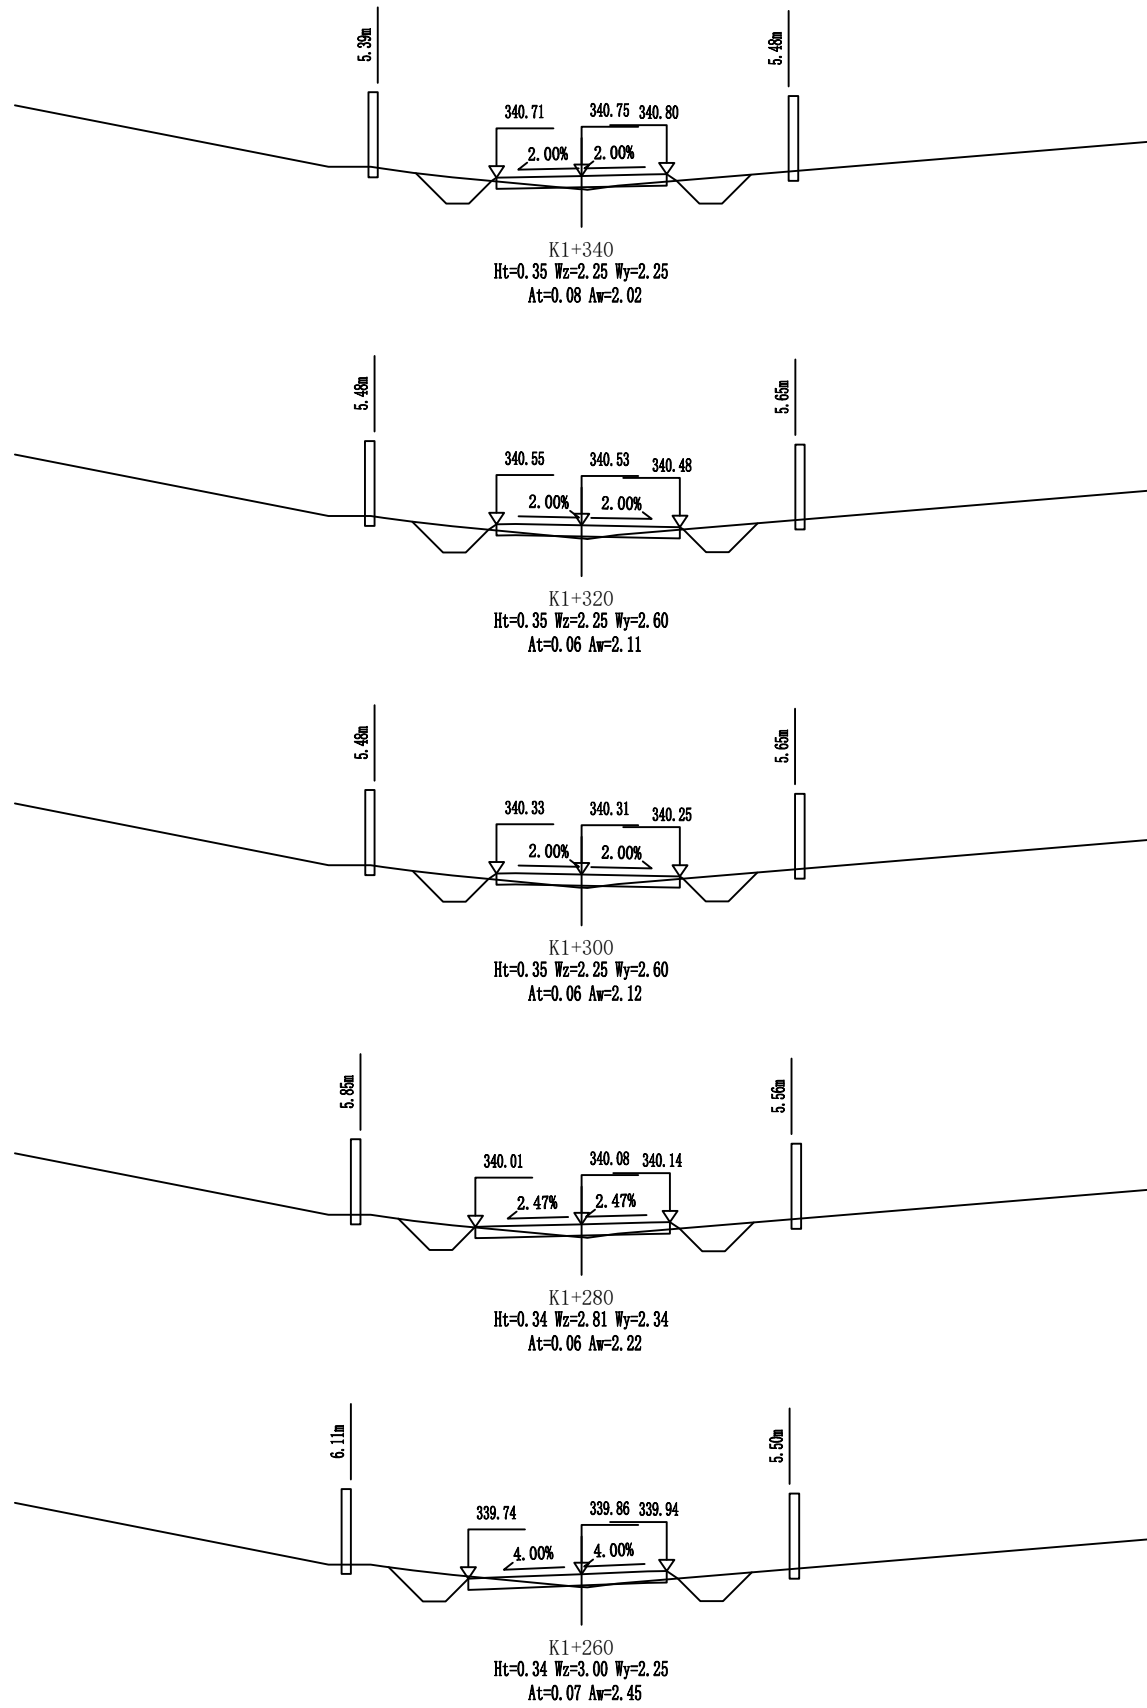 5.39m
5.48m
340.71
340.75
340.80
2.00%
2.00%
K1+340
Ht=0.35 Wz=2.25 Wy=2.25
At=0.08 Aw=2.02
5.48m
5.65m
340.55
340.53
340.48
2.00%
2.00%
K1+320
Ht=0.35 Wz=2.25 Wy=2.60
At=0.06 Aw=2.11
5.48m
5.65m
340.33
340.31
340.25
2.00%
2.00%
K1+300
Ht=0.35 Wz=2.25 Wy=2.60
At=0.06 Aw=2.12
5.85m
5.56m
340.01
340.08
340.14
2.47%
2.47%
K1+280
Ht=0.34 Wz=2.81 Wy=2.34
At=0.06 Aw=2.22
6.11m
5.50m
339.74
339.86
339.94
4.00%
4.00%
K1+260
Ht=0.34 Wz=3.00 Wy=2.25
At=0.07 Aw=2.45